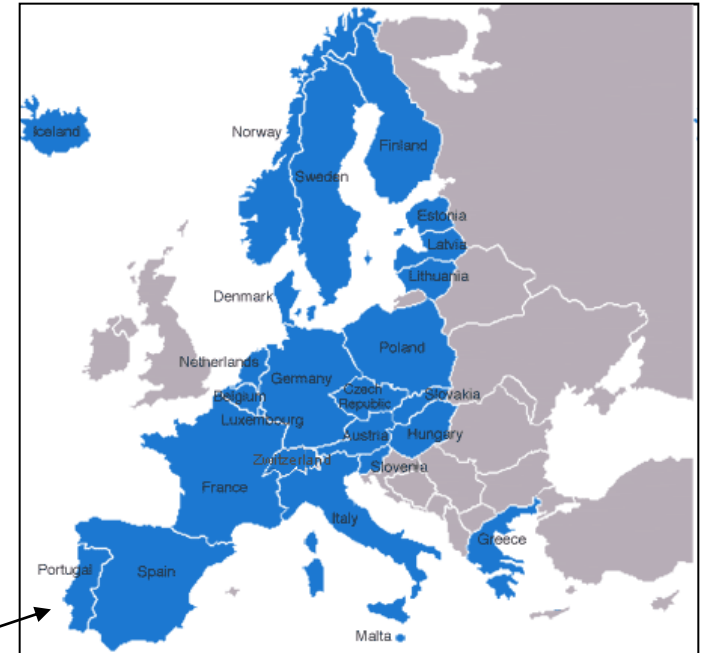 Iceland
Norway
Finland
Sweden
Estonia
Latvia
Lithuania
Denmark
Poland
Netherlands
Germany
Czech
Republic
Slovakia
Belgium
Luxembourg
Austria
Hungary
Zwitzerland
Slovenia
France
Italy
Greece
Portugal
Spain
Malta